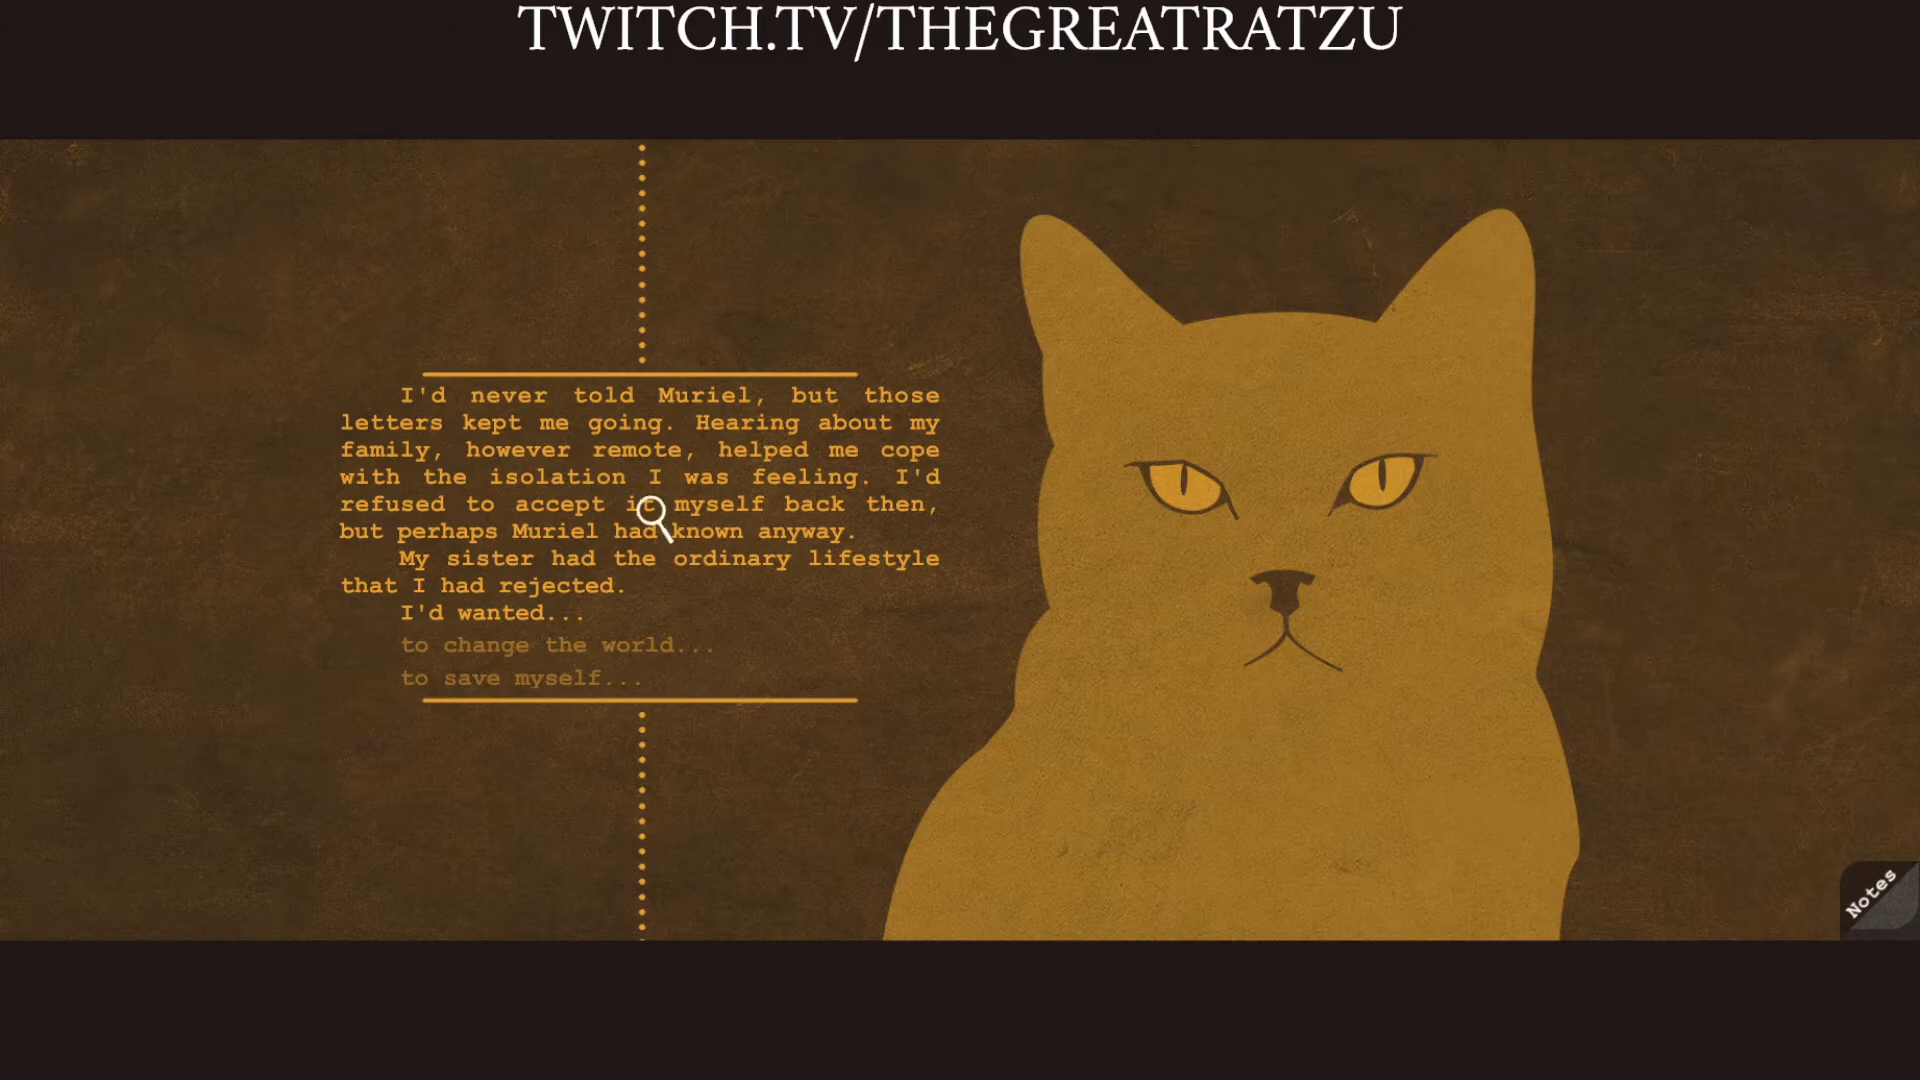 TWITCH.TV/THEGREATRATZU
I'd never told Muriel, but those
letters kept me going. Hearing about my
family, however remote, helped me cope
with the isolation I was feeling. I'd
refused to accept it myself back then,
but perhaps Muriel had known anyway.
My sister had the ordinary lifestyle
that I had rejected.
I'd wanted...
to change the world...
to save myself...
Notes